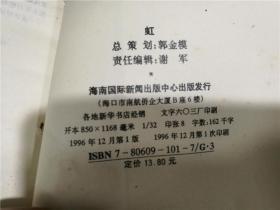 虹
总 策 划：郭金模
责任编辑：谢 军
*
海南国际新闻出版中心出版发行
（海口市南航侨企大厦B座6楼）
各地新华书店经销 文字六〇三厂印刷
开本 850×1168 毫米 1/32 印张 8 字数：162 千字
1996 年 12 月第 1 版 1996 年 12 月第 1 次印刷
ISBN 7-80609-101-7/G·3
定价：13.80 元